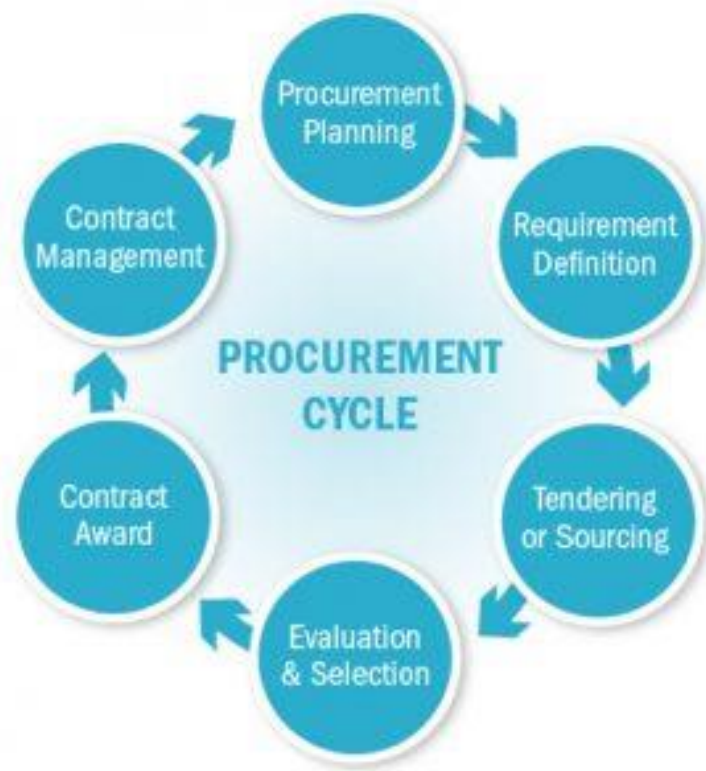 Procurement
Planning
Requirement
Definition
Tendering
or Sourcing
Evaluation
& Selection
Contract
Award
Contract
Management
PROCUREMENT
CYCLE